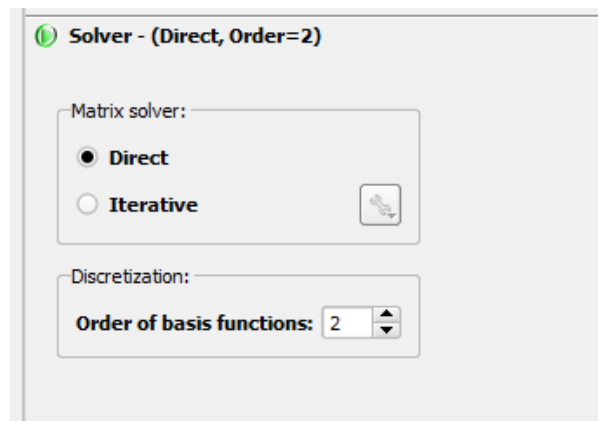 Solver - (Direct, Order=2)
Matrix solver:
Direct
Iterative
Discretization:
Order of basis functions: 2